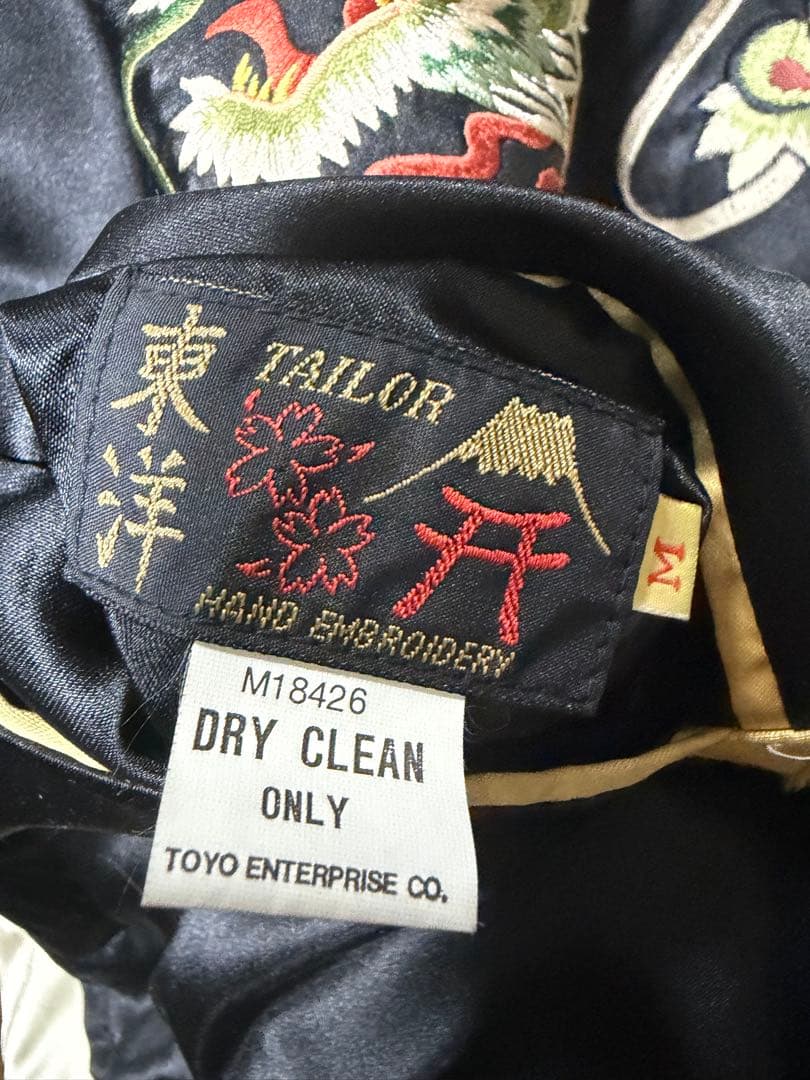 東洋
TAILOR
HAND EMBROIDERY
M
M18426
DRY CLEAN
ONLY
TOYO ENTERPRISE CO.